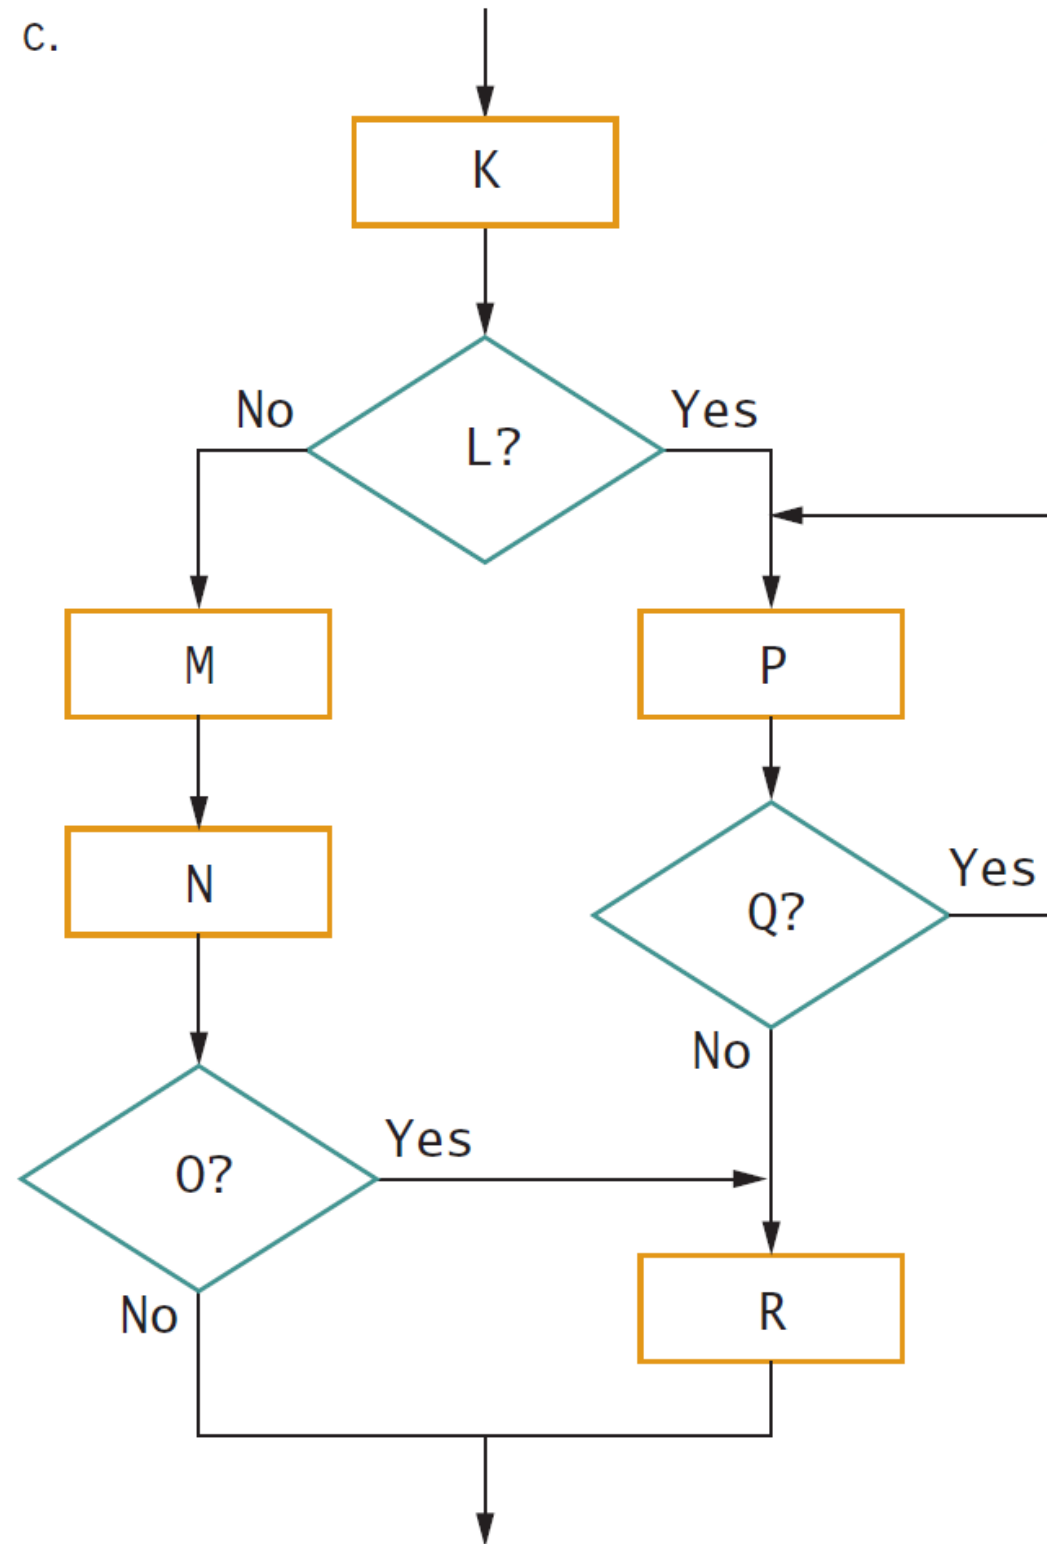 c.
K
No
L?
Yes
M
P
N
Q?
Yes
No
O?
Yes
No
R